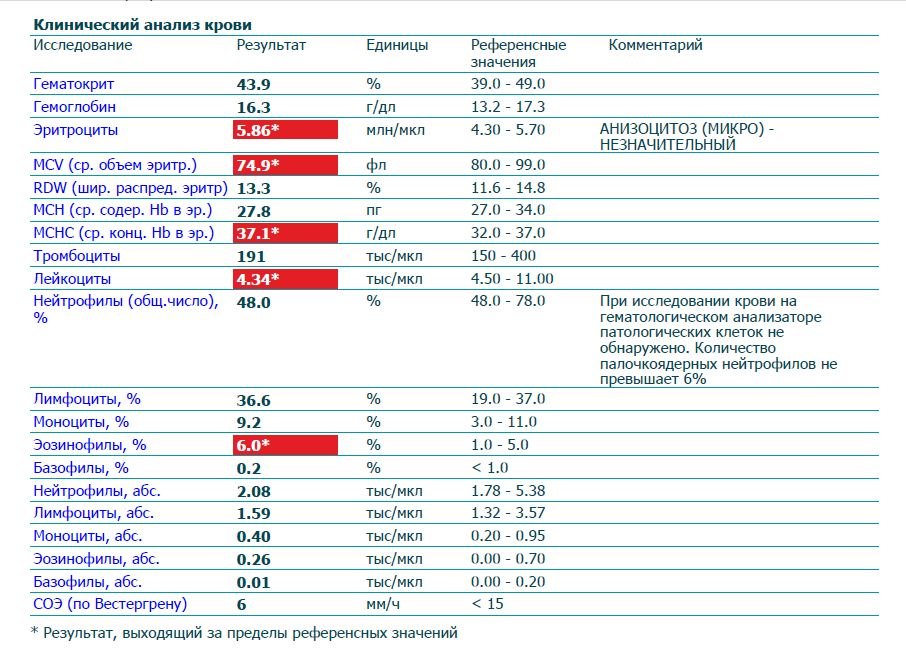 Клинический анализ крови
Исследование Результат Единицы Референсные значения Комментарий
Гематокрит 43.9 % 39.0 - 49.0
Гемоглобин 16.3 г/дл 13.2 - 17.3
Эритроциты 5.86* млн/мкл 4.30 - 5.70 АНИЗОЦИТОЗ (МИКРО) -
НЕЗНАЧИТЕЛЬНЫЙ
MCV (ср. объем эритр.) 74.9* фл 80.0 - 99.0
RDW (шир. распред. эритр) 13.3 % 11.6 - 14.8
MCH (ср. содер. Hb в эр.) 27.8 пг 27.0 - 34.0
MCHC (ср. конц. Hb в эр.) 37.1* г/дл 32.0 - 37.0
Тромбоциты 191 тыс/мкл 150 - 400
Лейкоциты 4.34* тыс/мкл 4.50 - 11.00
Нейтрофилы (общ.число), 48.0 % 48.0 - 78.0 При исследовании крови на
% гематологическом анализаторе
патологических клеток не
обнаружено. Количество
палочкоядерных нейтрофилов не
превышает 6%
Лимфоциты, % 36.6 % 19.0 - 37.0
Моноциты, % 9.2 % 3.0 - 11.0
Эозинофилы, % 6.0* % 1.0 - 5.0
Базофилы, % 0.2 % < 1.0
Нейтрофилы, абс. 2.08 тыс/мкл 1.78 - 5.38
Лимфоциты, абс. 1.59 тыс/мкл 1.32 - 3.57
Моноциты, абс. 0.40 тыс/мкл 0.20 - 0.95
Эозинофилы, абс. 0.26 тыс/мкл 0.00 - 0.70
Базофилы, абс. 0.01 тыс/мкл 0.00 - 0.20
СОЭ (по Вестергрену) 6 мм/ч < 15
* Результат, выходящий за пределы референсных значений